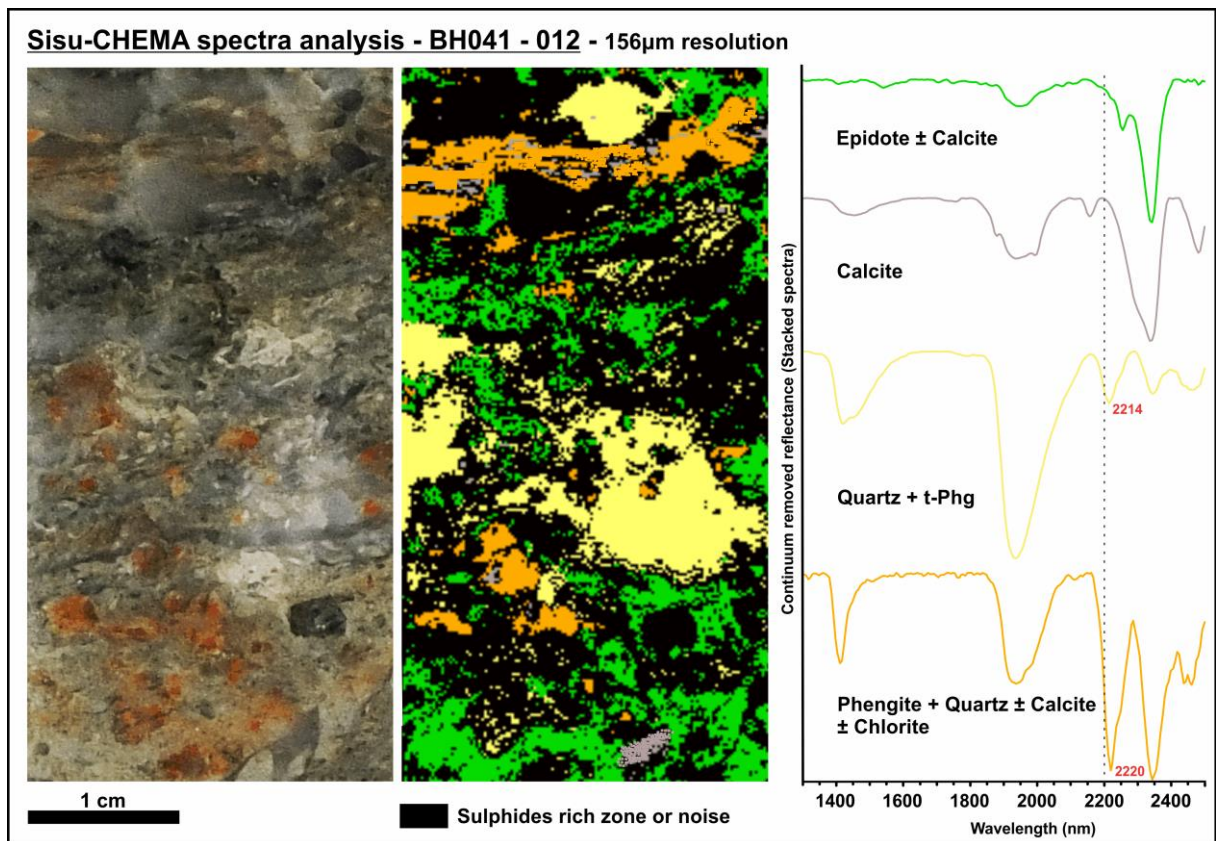 Sisu-CHEMA spectra analysis - BH041 - 012 - 156µm resolution
Epidote ± Calcite
Calcite
Quartz + t-Phg
2214
Phengite + Quartz ± Calcite
± Chlorite
2220
Continuum removed reflectance (Stacked spectra)
1400 1600 1800 2000 2200 2400
Wavelength (nm)
1 cm
Sulphides rich zone or noise